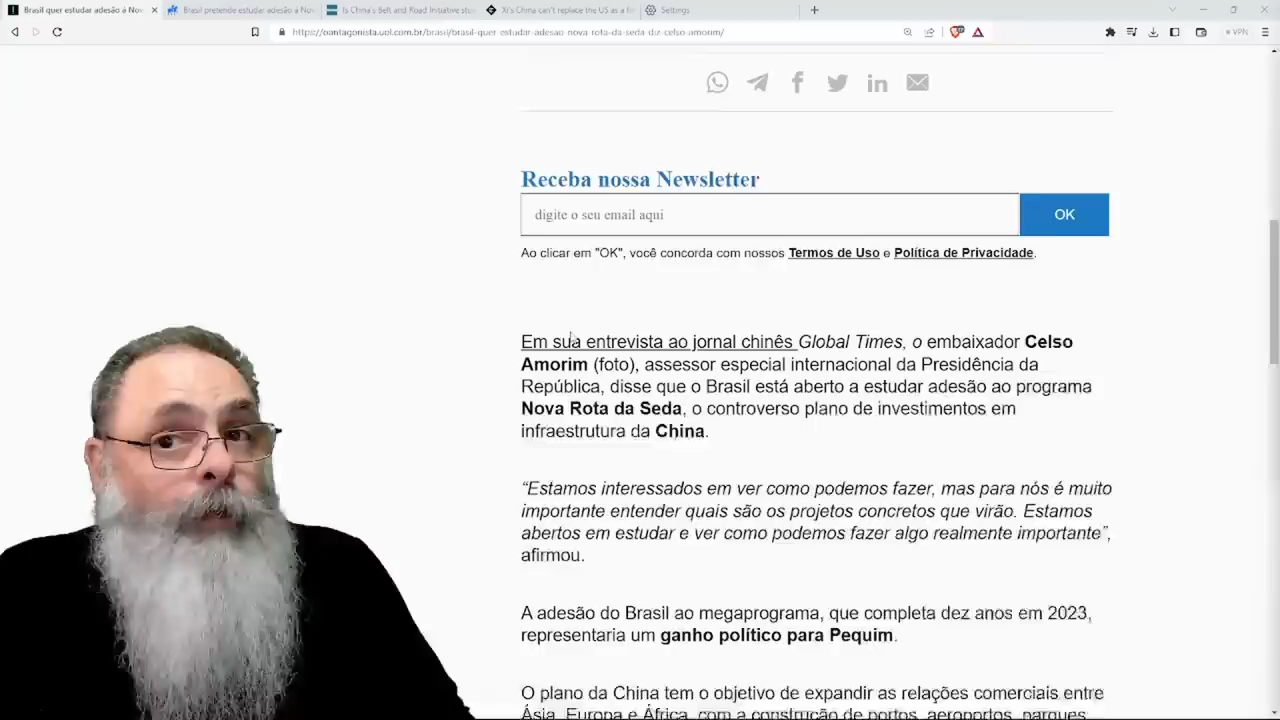 Brasil quer estudar adesão à Nov
Brasil pretende estudar adesão à Nov
Is China's Belt and Road Initiative stu
Xi's China can't replace the US as a
Settings
https://oantagonista.uol.com.br/brasil/brasil-quer-estudar-adesao-nova-rota-da-seda-diz-celso-amorim/
VPN
Receba nossa Newsletter
digite o seu email aqui
OK
Ao clicar em "OK", você concorda com nossos Termos de Uso e Política de Privacidade.
Em sua entrevista ao jornal chinês Global Times, o embaixador Celso
Amorim (foto), assessor especial internacional da Presidência da
República, disse que o Brasil está aberto a estudar adesão ao programa
Nova Rota da Seda, o controverso plano de investimentos em
infraestrutura da China.
“Estamos interessados em ver como podemos fazer, mas para nós é muito
importante entender quais são os projetos concretos que virão. Estamos
abertos em estudar e ver como podemos fazer algo realmente importante”,
afirmou.
A adesão do Brasil ao megaprograma, que completa dez anos em 2023,
representaria um ganho político para Pequim.
O plano da China tem o objetivo de expandir as relações comerciais entre
Ásia, Europa e África, com a construção de portos, aeroportos, parques